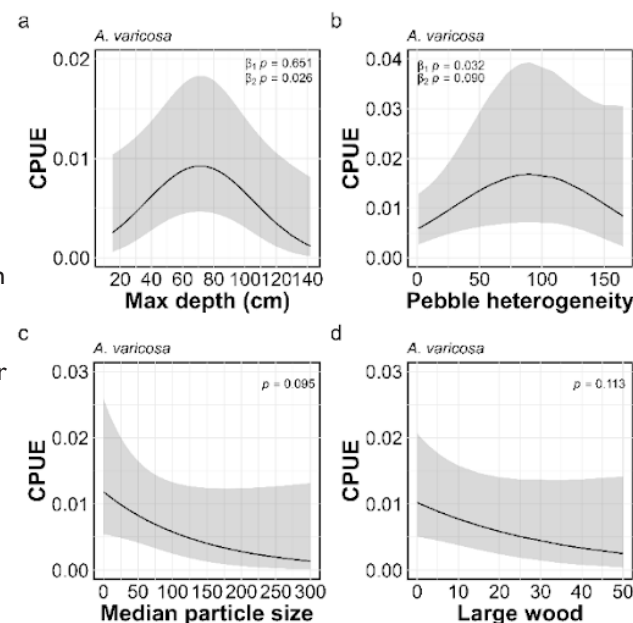 a
A. varicosa
β₁ p = 0.651
β₂ p = 0.026
0.02
0.01
0.00
CPUE
20 40 60 80 100120140
Max depth (cm)
b
A. varicosa
β₁ p = 0.032
β₂ p = 0.090
0.04
0.03
0.02
0.01
0.00
CPUE
0 50 100 150
Pebble heterogeneity
c
A. varicosa
p = 0.095
0.03
0.02
0.01
0.00
CPUE
0 50 100 150 200 250 300
Median particle size
d
A. varicosa
p = 0.113
0.03
0.02
0.01
0.00
CPUE
0 10 20 30 40 50
Large wood